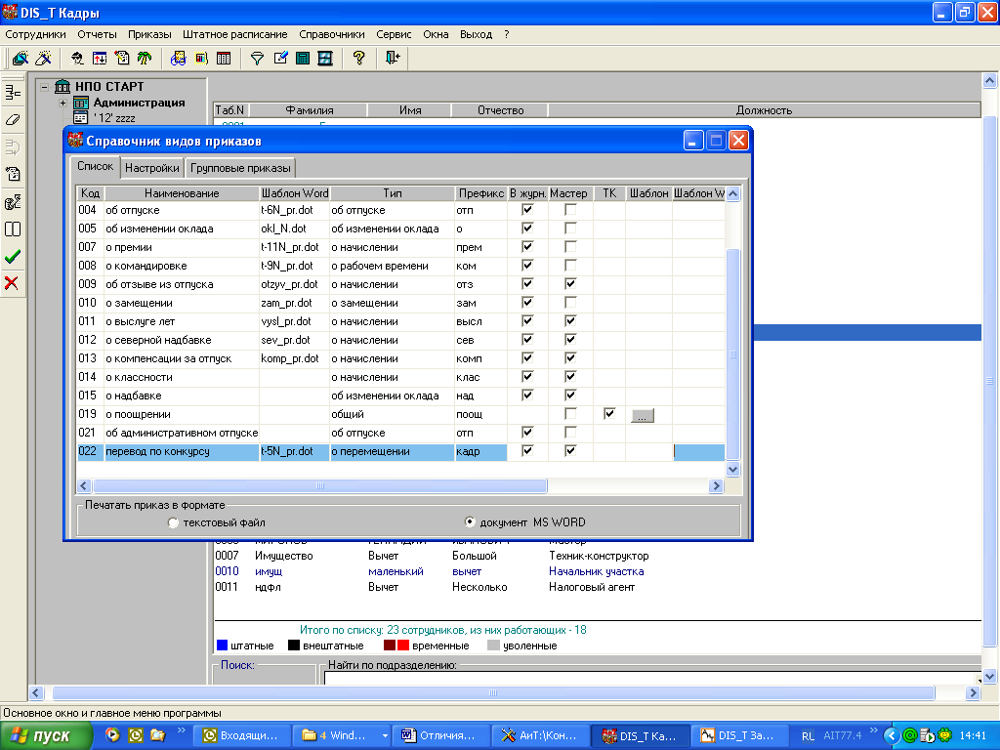 DIS_T Кадры
Сотрудники Отчеты Приказы Штатное расписание Справочники Сервис Окна Выход ?
НПО СТАРТ
Администрация
'12' zzzz
Таб.N Фамилия Имя Отчество Должность
Справочник видов приказов
Список Настройки Групповые приказы
Код Наименование Шаблон Word Тип Префикс В журн. Мастер ТК Шаблон Шаблон W
004 об отпуске t-6N_pr.dot об отпуске отп
005 об изменении оклада okl_N.dot об изменении оклада о
007 о премии t-11N_pr.dot о начислении прем
008 о командировке t-9N_pr.dot о рабочем времени ком
009 об отзыве из отпуска otzyv_pr.dot о начислении отз
010 о замещении zam_pr.dot о замещении зам
011 о выслуге лет vysl_pr.dot о начислении высл
012 о северной надбавке sev_pr.dot о начислении сев
013 о компенсации за отпуск komp_pr.dot о начислении комп
014 о классности о начислении клас
015 о надбавке об изменении оклада над
019 о поощрении общий поощ ...
021 об административном отпуске об отпуске отп
022 перевод по конкурсу t-5N_pr.dot о перемещении кадр
Печатать приказ в формате
текстовый файл документ MS WORD
0007 Имущество Вычет Большой Техник-конструктор
0010 имущ маленький вычет Начальник участка
0011 ндфл Вычет Несколько Налоговый агент
Итого по списку: 23 сотрудников, из них работающих - 18
штатные внештатные временные уволенные
Поиск: Найти по подразделению:
Основное окно и главное меню программы
пуск » Входящи... 4 Wind... Отличия... АиТ:\Кон... DIS_T Ка... DIS_T За... RL АIТ77.4 » 14:41